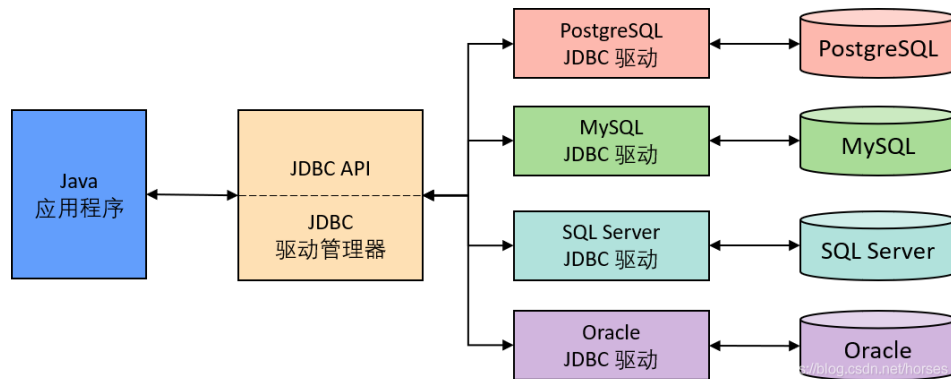 Java
应用程序
JDBC API
JDBC
驱动管理器
PostgreSQL
JDBC 驱动
PostgreSQL
MySQL
JDBC 驱动
MySQL
SQL Server
JDBC 驱动
SQL Server
Oracle
JDBC 驱动
Oracle
s://blog.csdn.net/horses